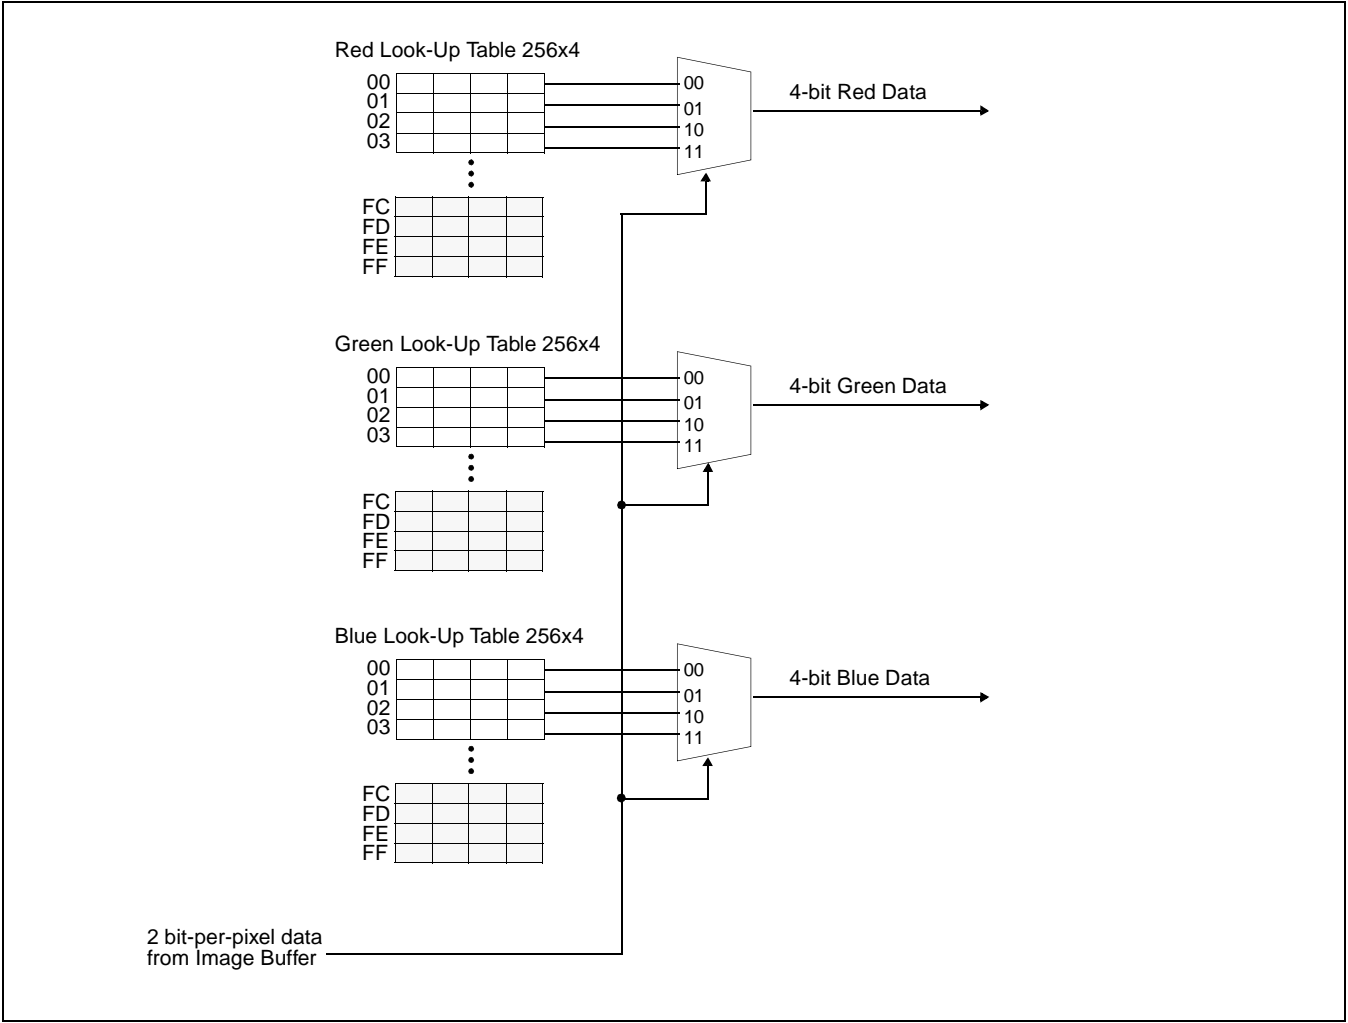 Red Look-Up Table 256x4
00
01
02
03
FC
FD
FE
FF
00
01
10
11
4-bit Red Data
Green Look-Up Table 256x4
00
01
02
03
FC
FD
FE
FF
00
01
10
11
4-bit Green Data
Blue Look-Up Table 256x4
00
01
02
03
FC
FD
FE
FF
00
01
10
11
4-bit Blue Data
2 bit-per-pixel data
from Image Buffer